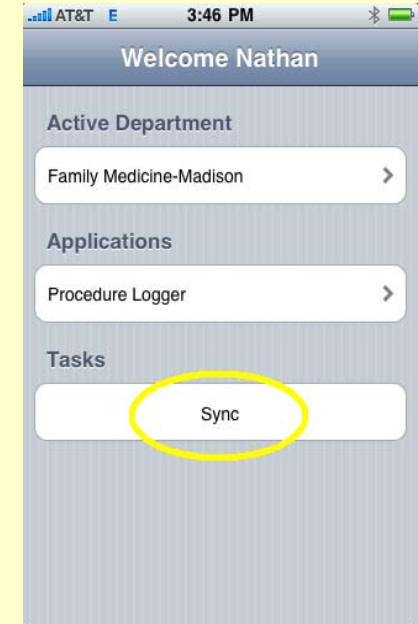 AT&T E 3:46 PM
Welcome Nathan
Active Department
Family Medicine-Madison
Applications
Procedure Logger
Tasks
Sync